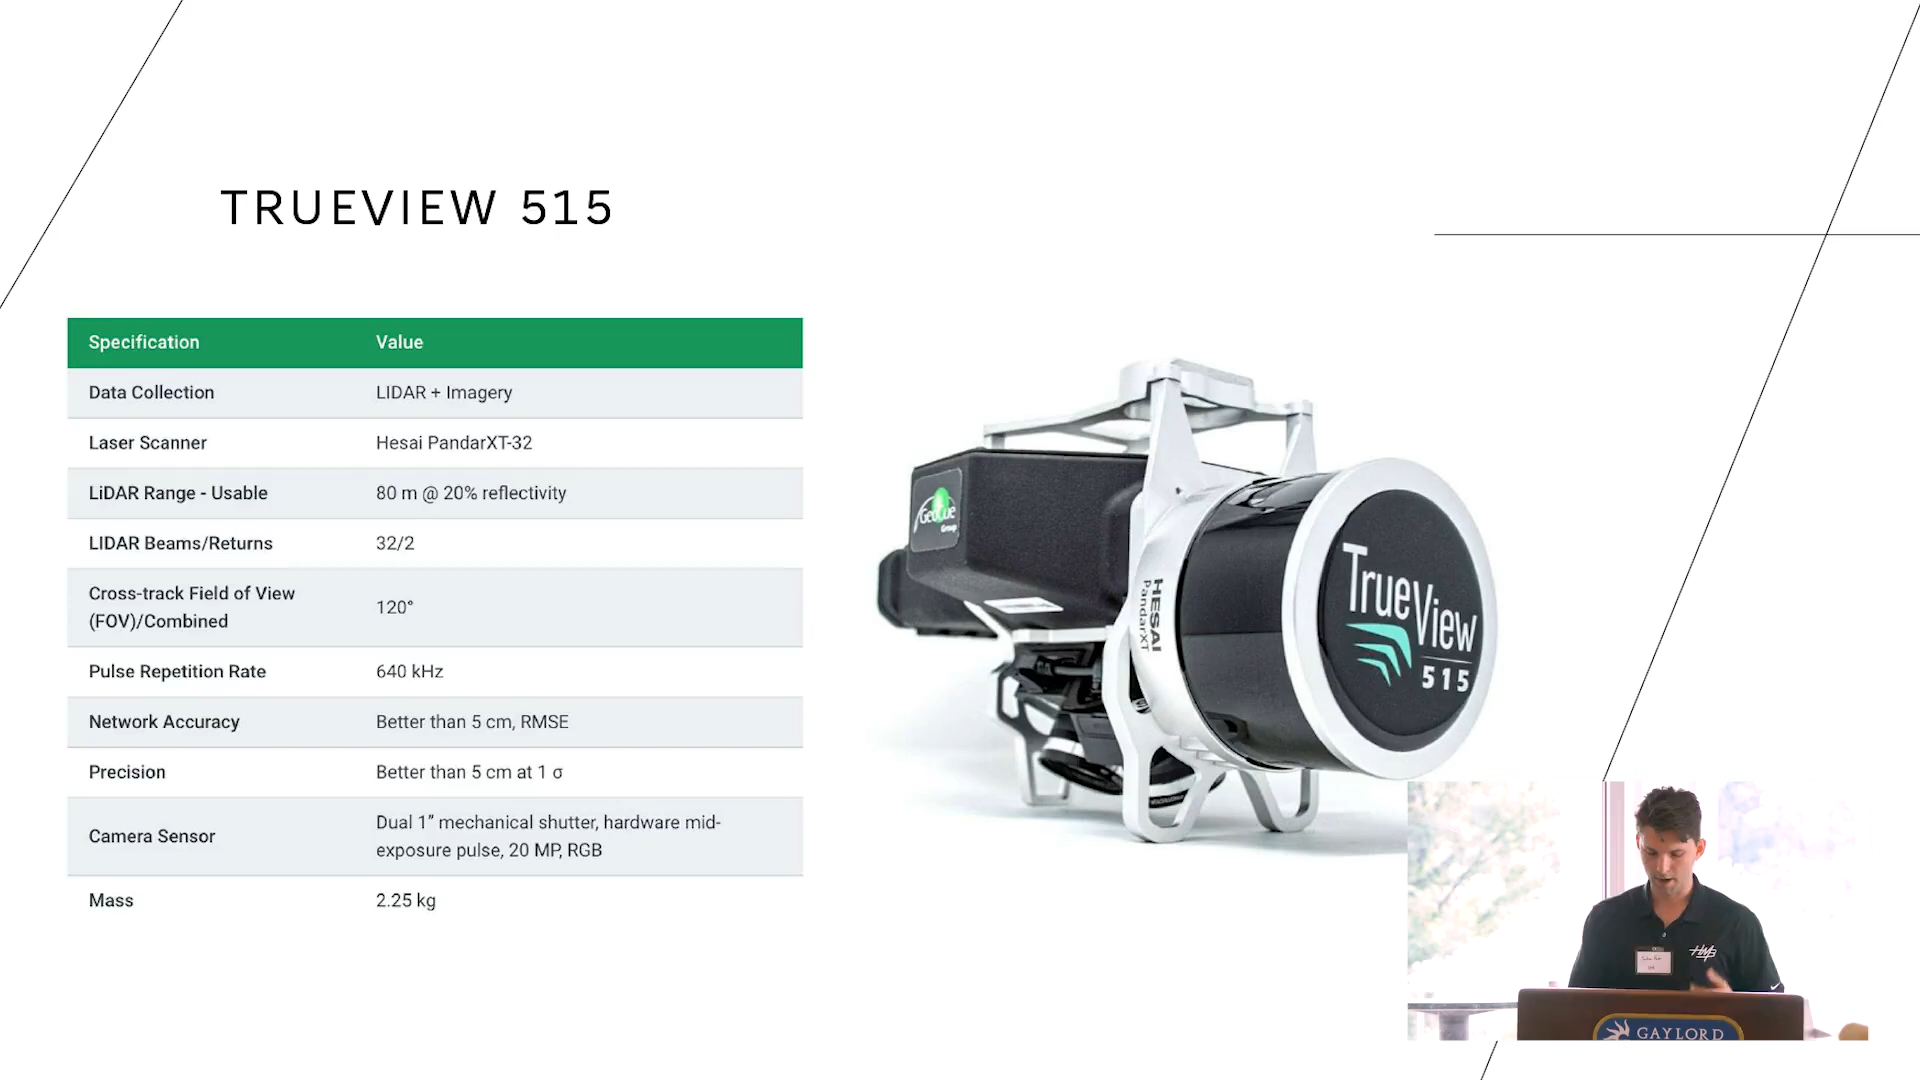 TRUEVIEW 515
Specification Value
Data Collection LIDAR + Imagery
Laser Scanner Hesai PandarXT-32
LiDAR Range - Usable 80 m @ 20% reflectivity
LIDAR Beams/Returns 32/2
Cross-track Field of View
(FOV)/Combined 120°
Pulse Repetition Rate 640 kHz
Network Accuracy Better than 5 cm, RMSE
Precision Better than 5 cm at 1 σ
Camera Sensor Dual 1” mechanical shutter, hardware mid-
exposure pulse, 20 MP, RGB
Mass 2.25 kg
GeoCue
Group
HESAI
PandarXT
TrueView
515
GAYLORD